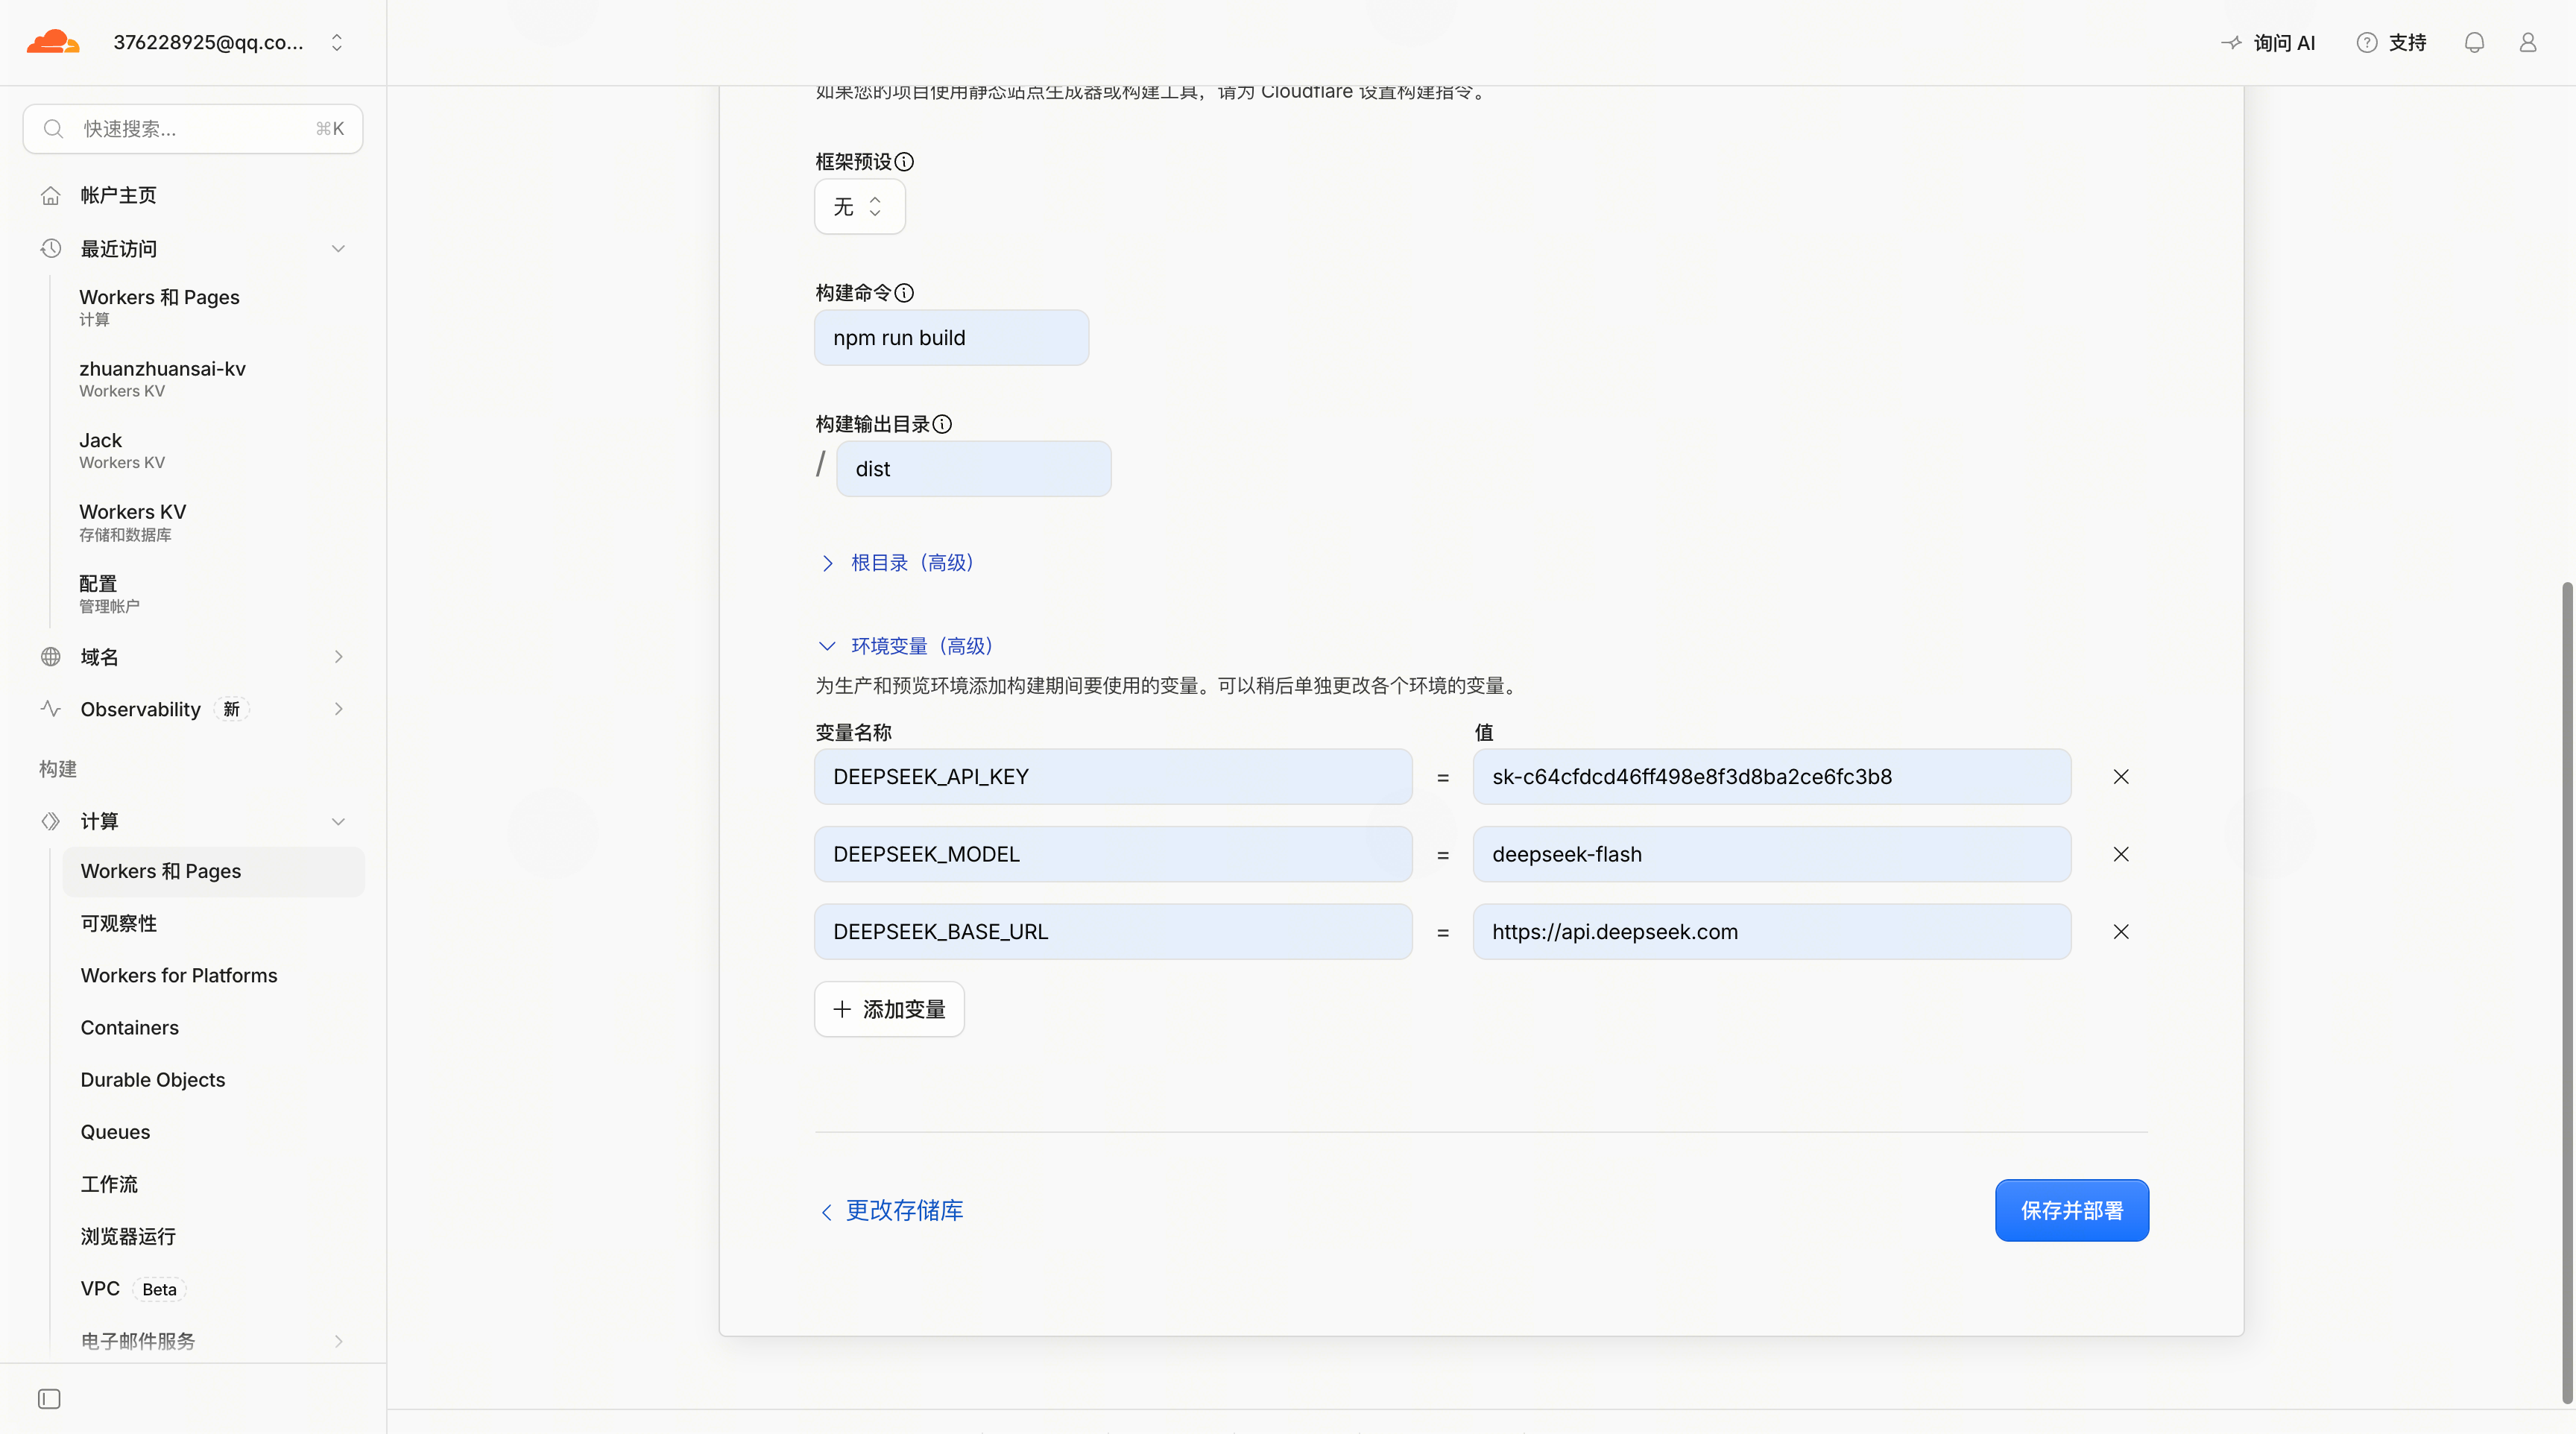 376228925@qq.co...
询问 AI
支持
快速搜索...
⌘K
帐户主页
最近访问
Workers 和 Pages
计算
zhuanzhuansai-kv
Workers KV
Jack
Workers KV
Workers KV
存储和数据库
配置
管理帐户
域名
Observability 新
构建
计算
Workers 和 Pages
可观察性
Workers for Platforms
Containers
Durable Objects
Queues
工作流
浏览器运行
VPC Beta
电子邮件服务
如果您的项目使用静态站点生成器或构建工具，请为 Cloudflare 设置构建指令。
框架预设
无
构建命令
npm run build
构建输出目录
/ dist
根目录（高级）
环境变量（高级）
为生产和预览环境添加构建期间要使用的变量。可以稍后单独更改各个环境的变量。
变量名称 值
DEEPSEEK_API_KEY = sk-c64cfdcd46ff498e8f3d8ba2ce6fc3b8
DEEPSEEK_MODEL = deepseek-flash
DEEPSEEK_BASE_URL = https://api.deepseek.com
添加变量
更改存储库
保存并部署